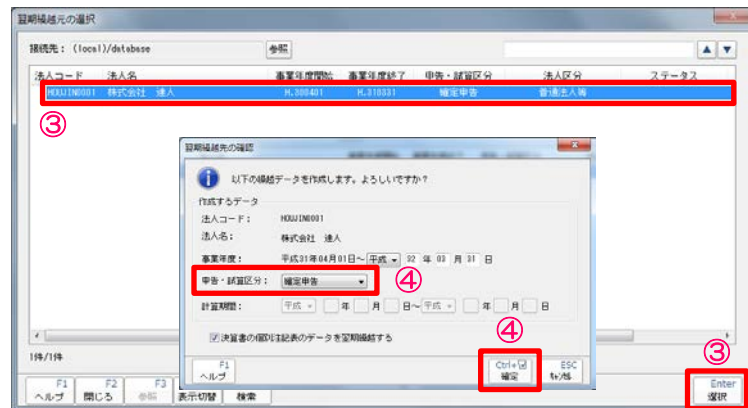 翌期繰越元の選択
接続先： (local)/database 参照
法人コード 法人名 事業年度開始 事業年度終了 申告・試算区分 法人区分 ステータス
HOUJIN0001 株式会社 達人 H.300401 H.310331 確定申告 普通法人等
③
翌期繰越先の確認
以下の繰越データを作成します。よろしいですか？
作成するデータ
法人コード： HOUJIN0001
法人名： 株式会社 達人
事業年度： 平成31年04月01日～ 平成 32 年 03 月 31 日
申告・試算区分： 確定申告
④
計算期間： 平成 年 月 日～ 平成 年 月 日
決算書の個別注記表のデータを翌期繰越する
④
F1 ヘルプ
確定
ESC ｷｬﾝｾﾙ
1件/1件
③
F1 ヘルプ
F2 閉じる
F3 参照
表示切替
検索
Enter 選択